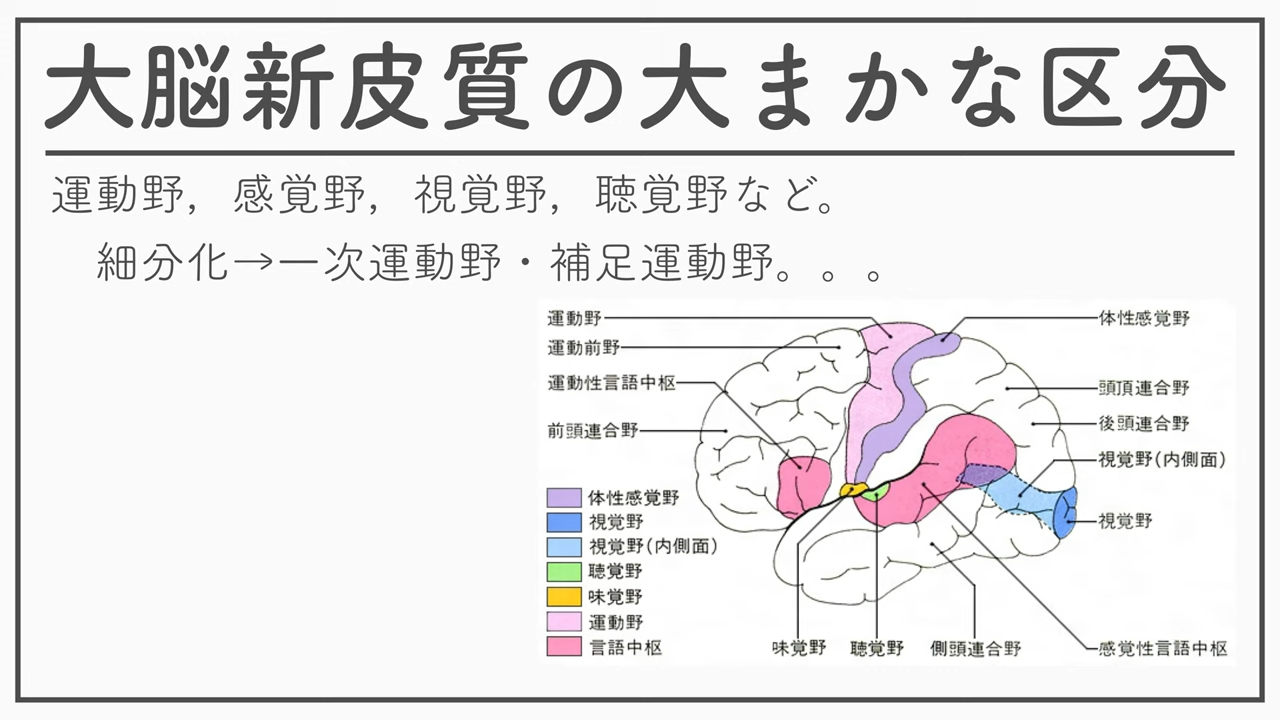 大脳新皮質の大まかな区分
運動野，感覚野，視覚野，聴覚野など。
細分化→一次運動野・補足運動野。。。
運動野
運動前野
運動性言語中枢
前頭連合野
体性感覚野
頭頂連合野
後頭連合野
視覚野(内側面)
視覚野
体性感覚野
視覚野
視覚野(内側面)
聴覚野
味覚野
運動野
言語中枢
味覚野
聴覚野
側頭連合野
感覚性言語中枢